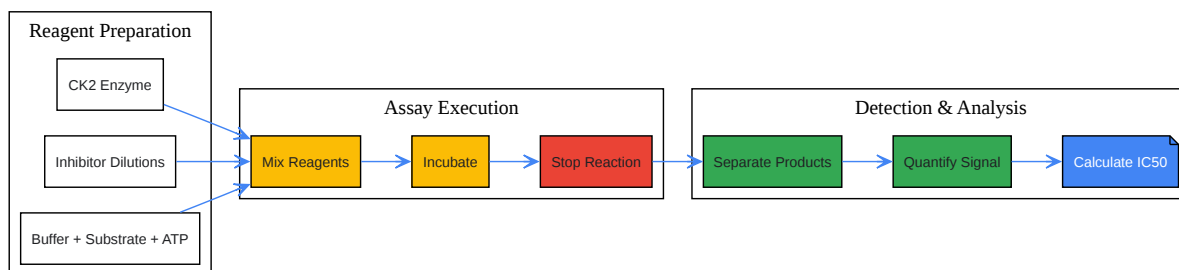 Reagent Preparation
CK2 Enzyme
Inhibitor Dilutions
Buffer + Substrate + ATP
Assay Execution
Mix Reagents
Incubate
Stop Reaction
Detection & Analysis
Separate Products
Quantify Signal
Calculate IC50